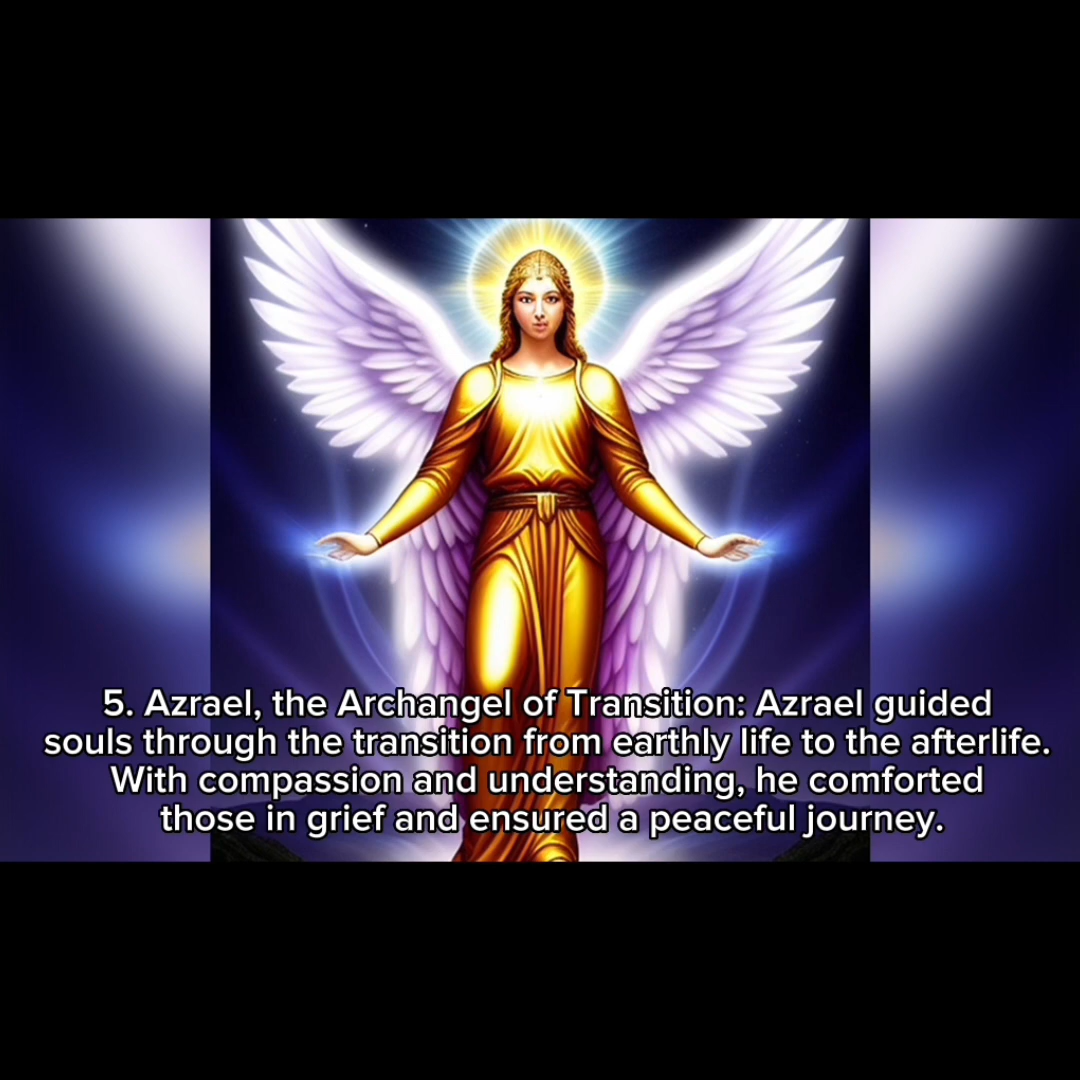 5. Azrael, the Archangel of Transition: Azrael guided
souls through the transition from earthly life to the afterlife.
With compassion and understanding, he comforted
those in grief and ensured a peaceful journey.